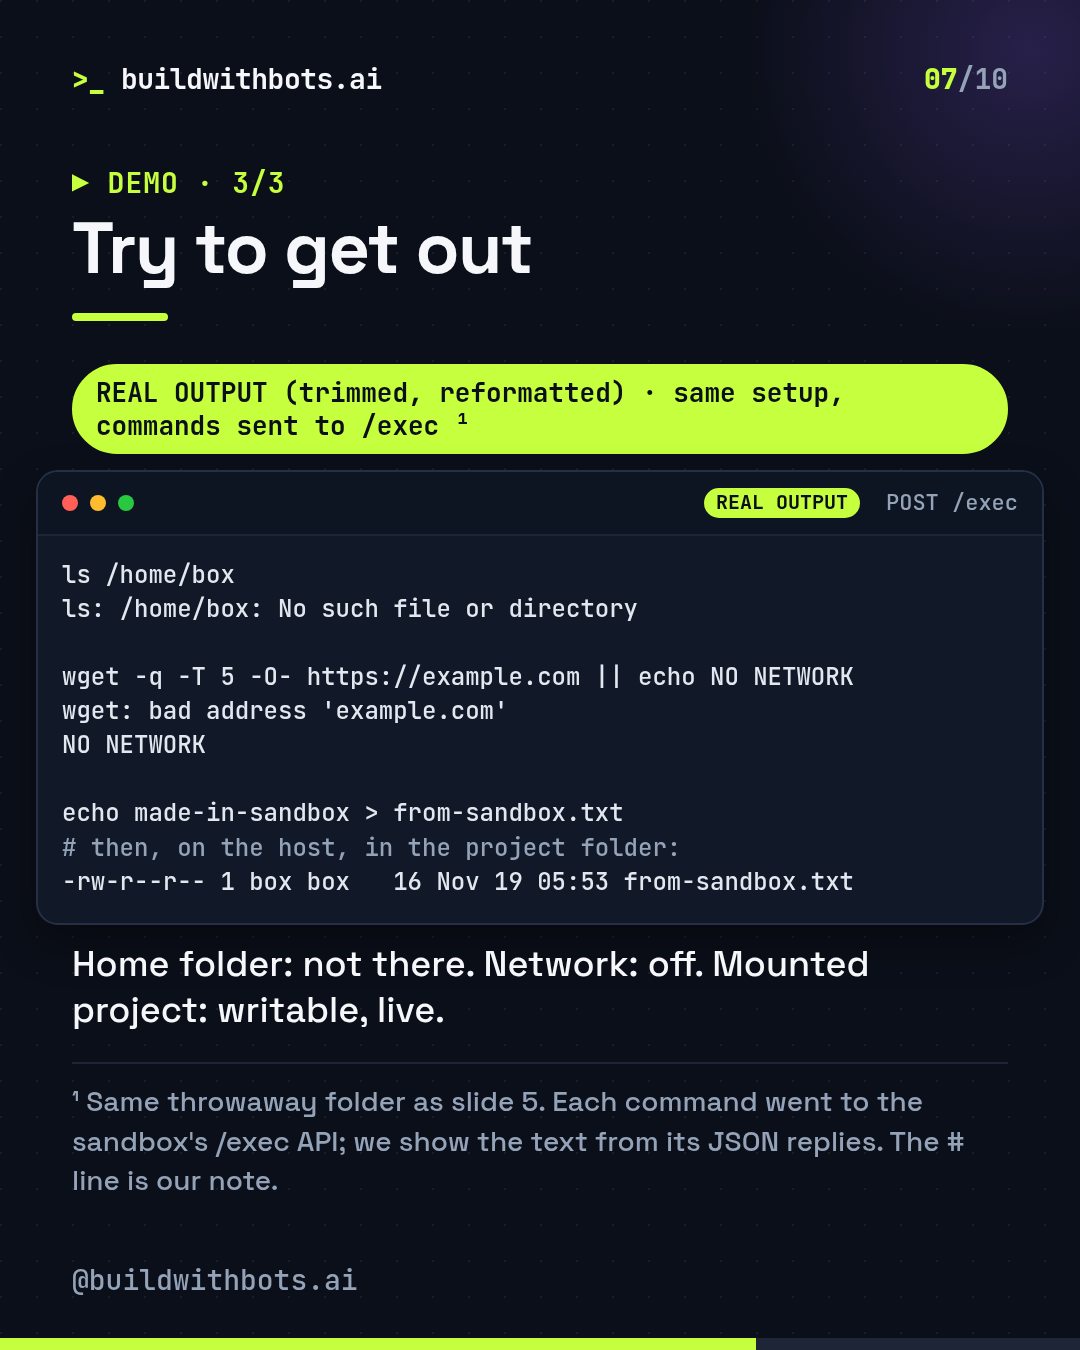 >_ buildwithbots.ai
07/10
▶ DEMO · 3/3
Try to get out
REAL OUTPUT (trimmed, reformatted) · same setup,
commands sent to /exec ¹
REAL OUTPUT POST /exec
ls /home/box
ls: /home/box: No such file or directory
wget -q -T 5 -O- https://example.com || echo NO NETWORK
wget: bad address 'example.com'
NO NETWORK
echo made-in-sandbox > from-sandbox.txt
# then, on the host, in the project folder:
-rw-r--r-- 1 box box   16 Nov 19 05:53 from-sandbox.txt
Home folder: not there. Network: off. Mounted
project: writable, live.
¹ Same throwaway folder as slide 5. Each command went to the
sandbox's /exec API; we show the text from its JSON replies. The #
line is our note.
@buildwithbots.ai